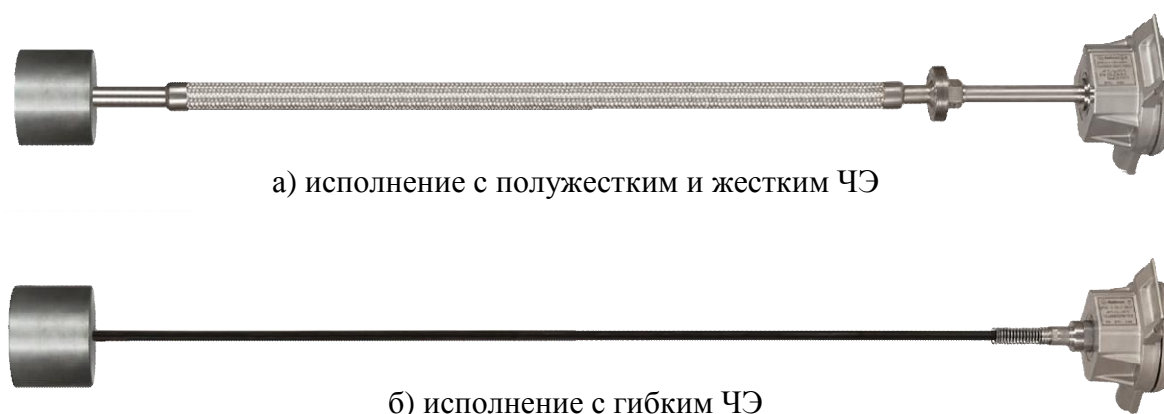 а) исполнение с полужестким и жестким ЧЭ
б) исполнение с гибким ЧЭ